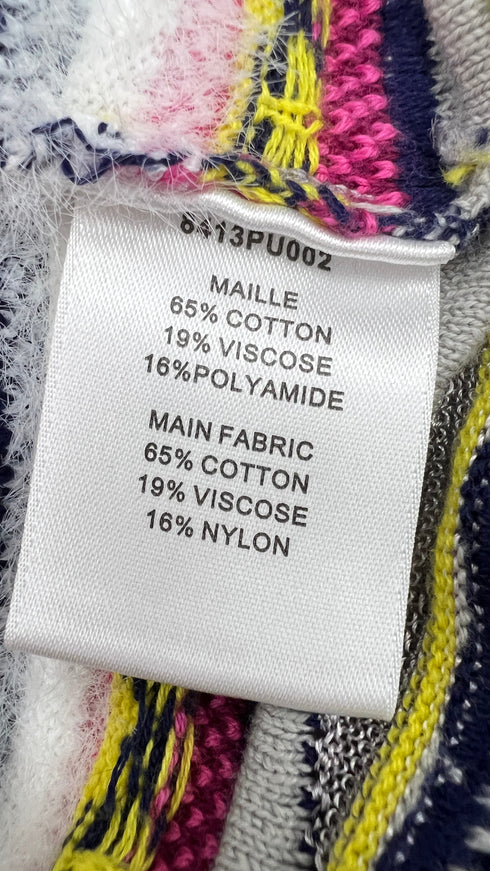 6413PU002
MAILLE
65% COTTON
19% VISCOSE
16%POLYAMIDE
MAIN FABRIC
65% COTTON
19% VISCOSE
16% NYLON